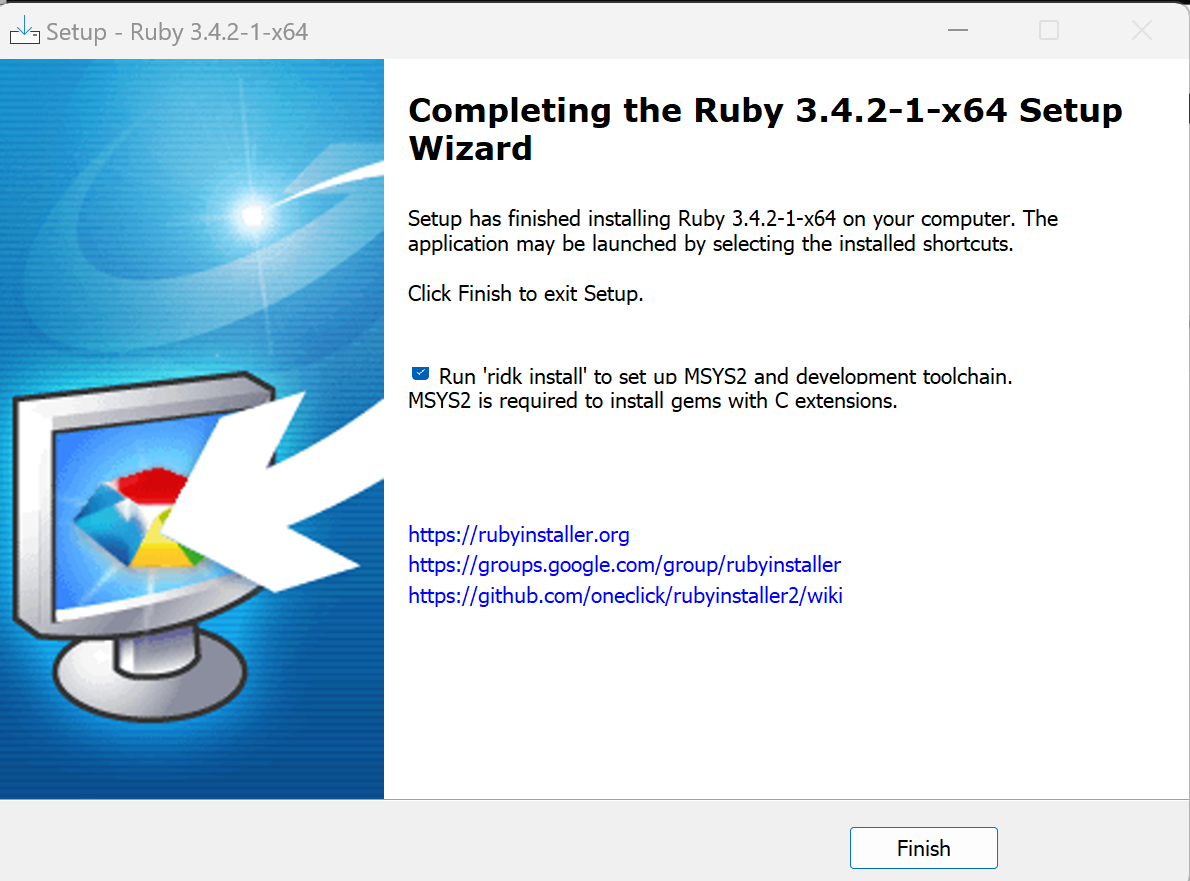 Setup - Ruby 3.4.2-1-x64
Completing the Ruby 3.4.2-1-x64 Setup
Wizard
Setup has finished installing Ruby 3.4.2-1-x64 on your computer. The
application may be launched by selecting the installed shortcuts.
Click Finish to exit Setup.
Run 'ridk install' to set up MSYS2 and development toolchain.
MSYS2 is required to install gems with C extensions.
https://rubyinstaller.org
https://groups.google.com/group/rubyinstaller
https://github.com/oneclick/rubyinstaller2/wiki
Finish